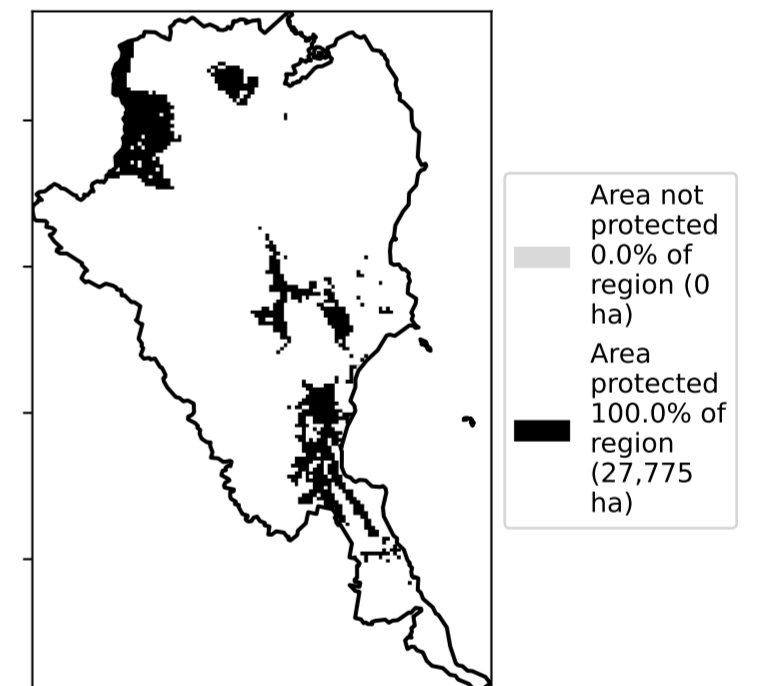 Area not
protected
0.0% of
region (0
ha)
Area
protected
100.0% of
region
(27,775
ha)